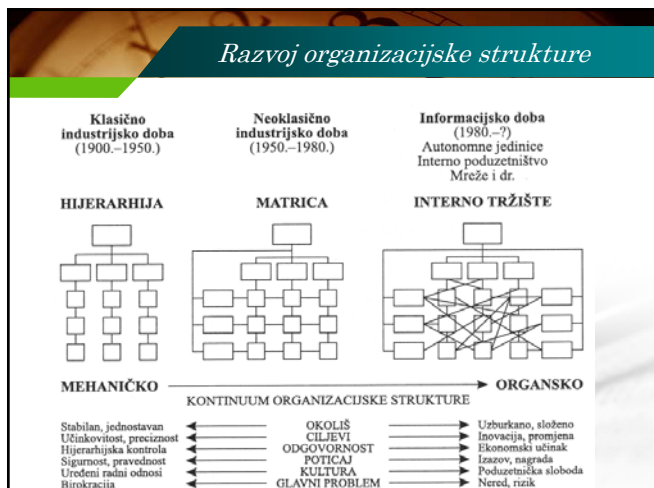 Razvoj organizacijske strukture
Klasično
industrijsko doba
(1900.–1950.)
Neoklasično
industrijsko doba
(1950.–1980.)
Informacijsko doba
(1980.–?)
Autonomne jedinice
Interno poduzetništvo
Mreže i dr.
HIJERARHIJA
MATRICA
INTERNO TRŽIŠTE
MEHANIČKO
ORGANSKO
KONTINUUM ORGANIZACIJSKE STRUKTURE
Stabilan, jednostavan OKOLIŠ Uzburkano, složeno
Učinkovitost, preciznost CILJEVI Inovacija, promjena
Hijerarhijska kontrola ODGOVORNOST Ekonomski učinak
Sigurnost, pravednost POTICAJ Izazov, nagrada
Uređeni radni odnosi KULTURA Poduzetnička sloboda
Birokracija GLAVNI PROBLEM Nered, rizik